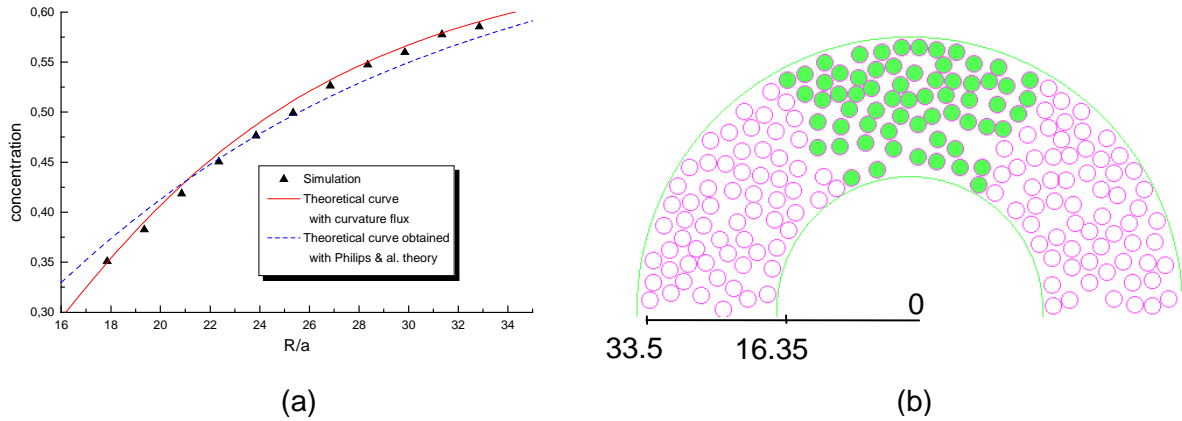 0,60
0,55
0,50
0,45
0,40
0,35
0,30
concentration
16 18 20 22 24 26 28 30 32 34
R/a
Simulation
Theoretical curve
with curvature flux
Theoretical curve obtained
with Philips & al. theory
(a)
0
33.5 16.35
(b)